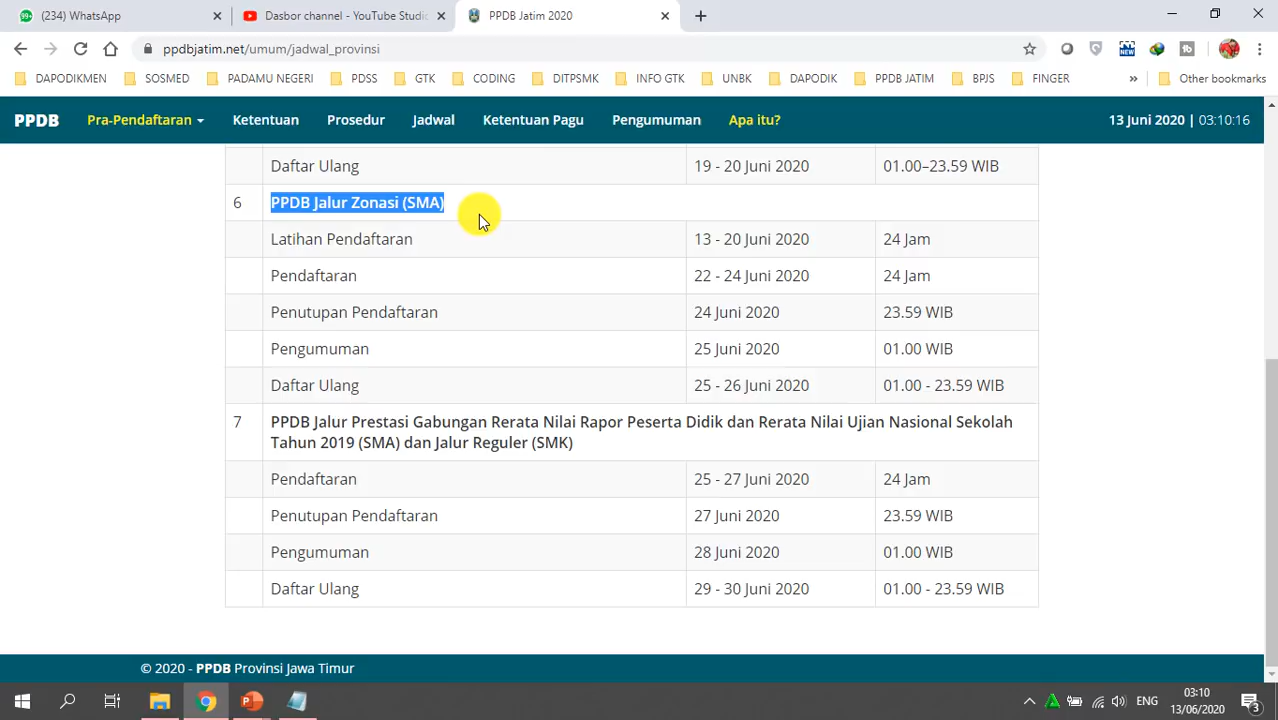 (234) WhatsApp
Dasbor channel - YouTube Studi
PPDB Jatim 2020
ppdbjatim.net/umum/jadwal_provinsi
DAPODIKMEN SOSMED PADAMU NEGERI PDSS GTK CODING DITPSMK INFO GTK UNBK DAPODIK PPDB JATIM BPJS FINGER » Other bookmarks
PPDB Pra-Pendaftaran Ketentuan Prosedur Jadwal Ketentuan Pagu Pengumuman Apa itu? 13 Juni 2020 | 03:10:16
Daftar Ulang 19 - 20 Juni 2020 01.00–23.59 WIB
6 PPDB Jalur Zonasi (SMA)
Latihan Pendaftaran 13 - 20 Juni 2020 24 Jam
Pendaftaran 22 - 24 Juni 2020 24 Jam
Penutupan Pendaftaran 24 Juni 2020 23.59 WIB
Pengumuman 25 Juni 2020 01.00 WIB
Daftar Ulang 25 - 26 Juni 2020 01.00 - 23.59 WIB
7 PPDB Jalur Prestasi Gabungan Rerata Nilai Rapor Peserta Didik dan Rerata Nilai Ujian Nasional Sekolah
Tahun 2019 (SMA) dan Jalur Reguler (SMK)
Pendaftaran 25 - 27 Juni 2020 24 Jam
Penutupan Pendaftaran 27 Juni 2020 23.59 WIB
Pengumuman 28 Juni 2020 01.00 WIB
Daftar Ulang 29 - 30 Juni 2020 01.00 - 23.59 WIB
© 2020 - PPDB Provinsi Jawa Timur
ENG
03:10
13/06/2020
3